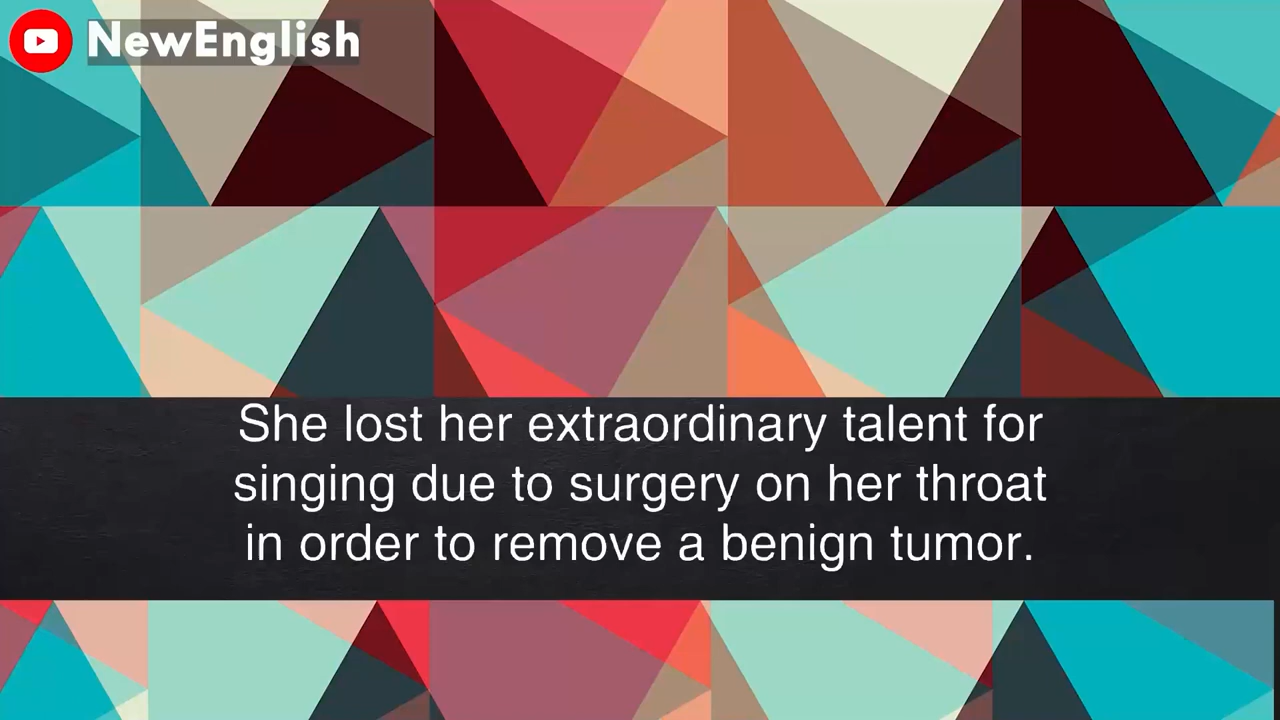 NewEnglish
She lost her extraordinary talent for
singing due to surgery on her throat
in order to remove a benign tumor.